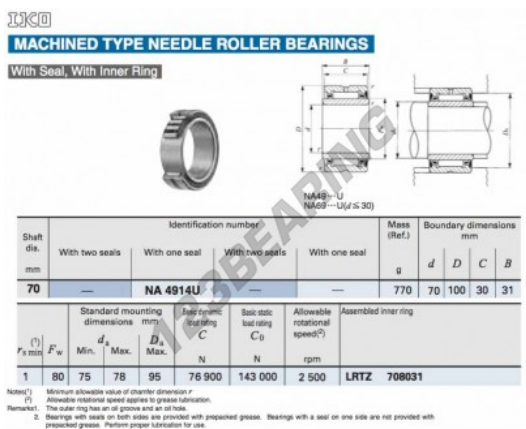 IKO
MACHINED TYPE NEEDLE ROLLER BEARINGS
With Seal, With Inner Ring
B
C
r
r
D
d
Fw
da
Da
NA49···U
NA69···U(d≤30)
123BEARING
Shaft dia. mm
Identification number
Mass (Ref.) g
Boundary dimensions mm
With two seals With one seal With two seals With one seal
d D C B
70 — NA 4914U — — 770 70 100 30 31
(1) rs min Fw
Standard mounting dimensions mm
da Min. Max.
Da Max.
Basic dynamic load rating C N
Basic static load rating C0 N
Allowable rotational speed(2) rpm
Assembled inner ring
1 80 75 78 95 76 900 143 000 2 500 LRTZ 708031
Notes(1) Minimum allowable value of chamfer dimension r
(2) Allowable rotational speed applies to grease lubrication.
Remarks1. The outer ring has an oil groove and an oil hole.
2. Bearings with seals on both sides are provided with prepacked grease. Bearings with a seal on one side are not provided with
prepacked grease. Perform proper lubrication for use.